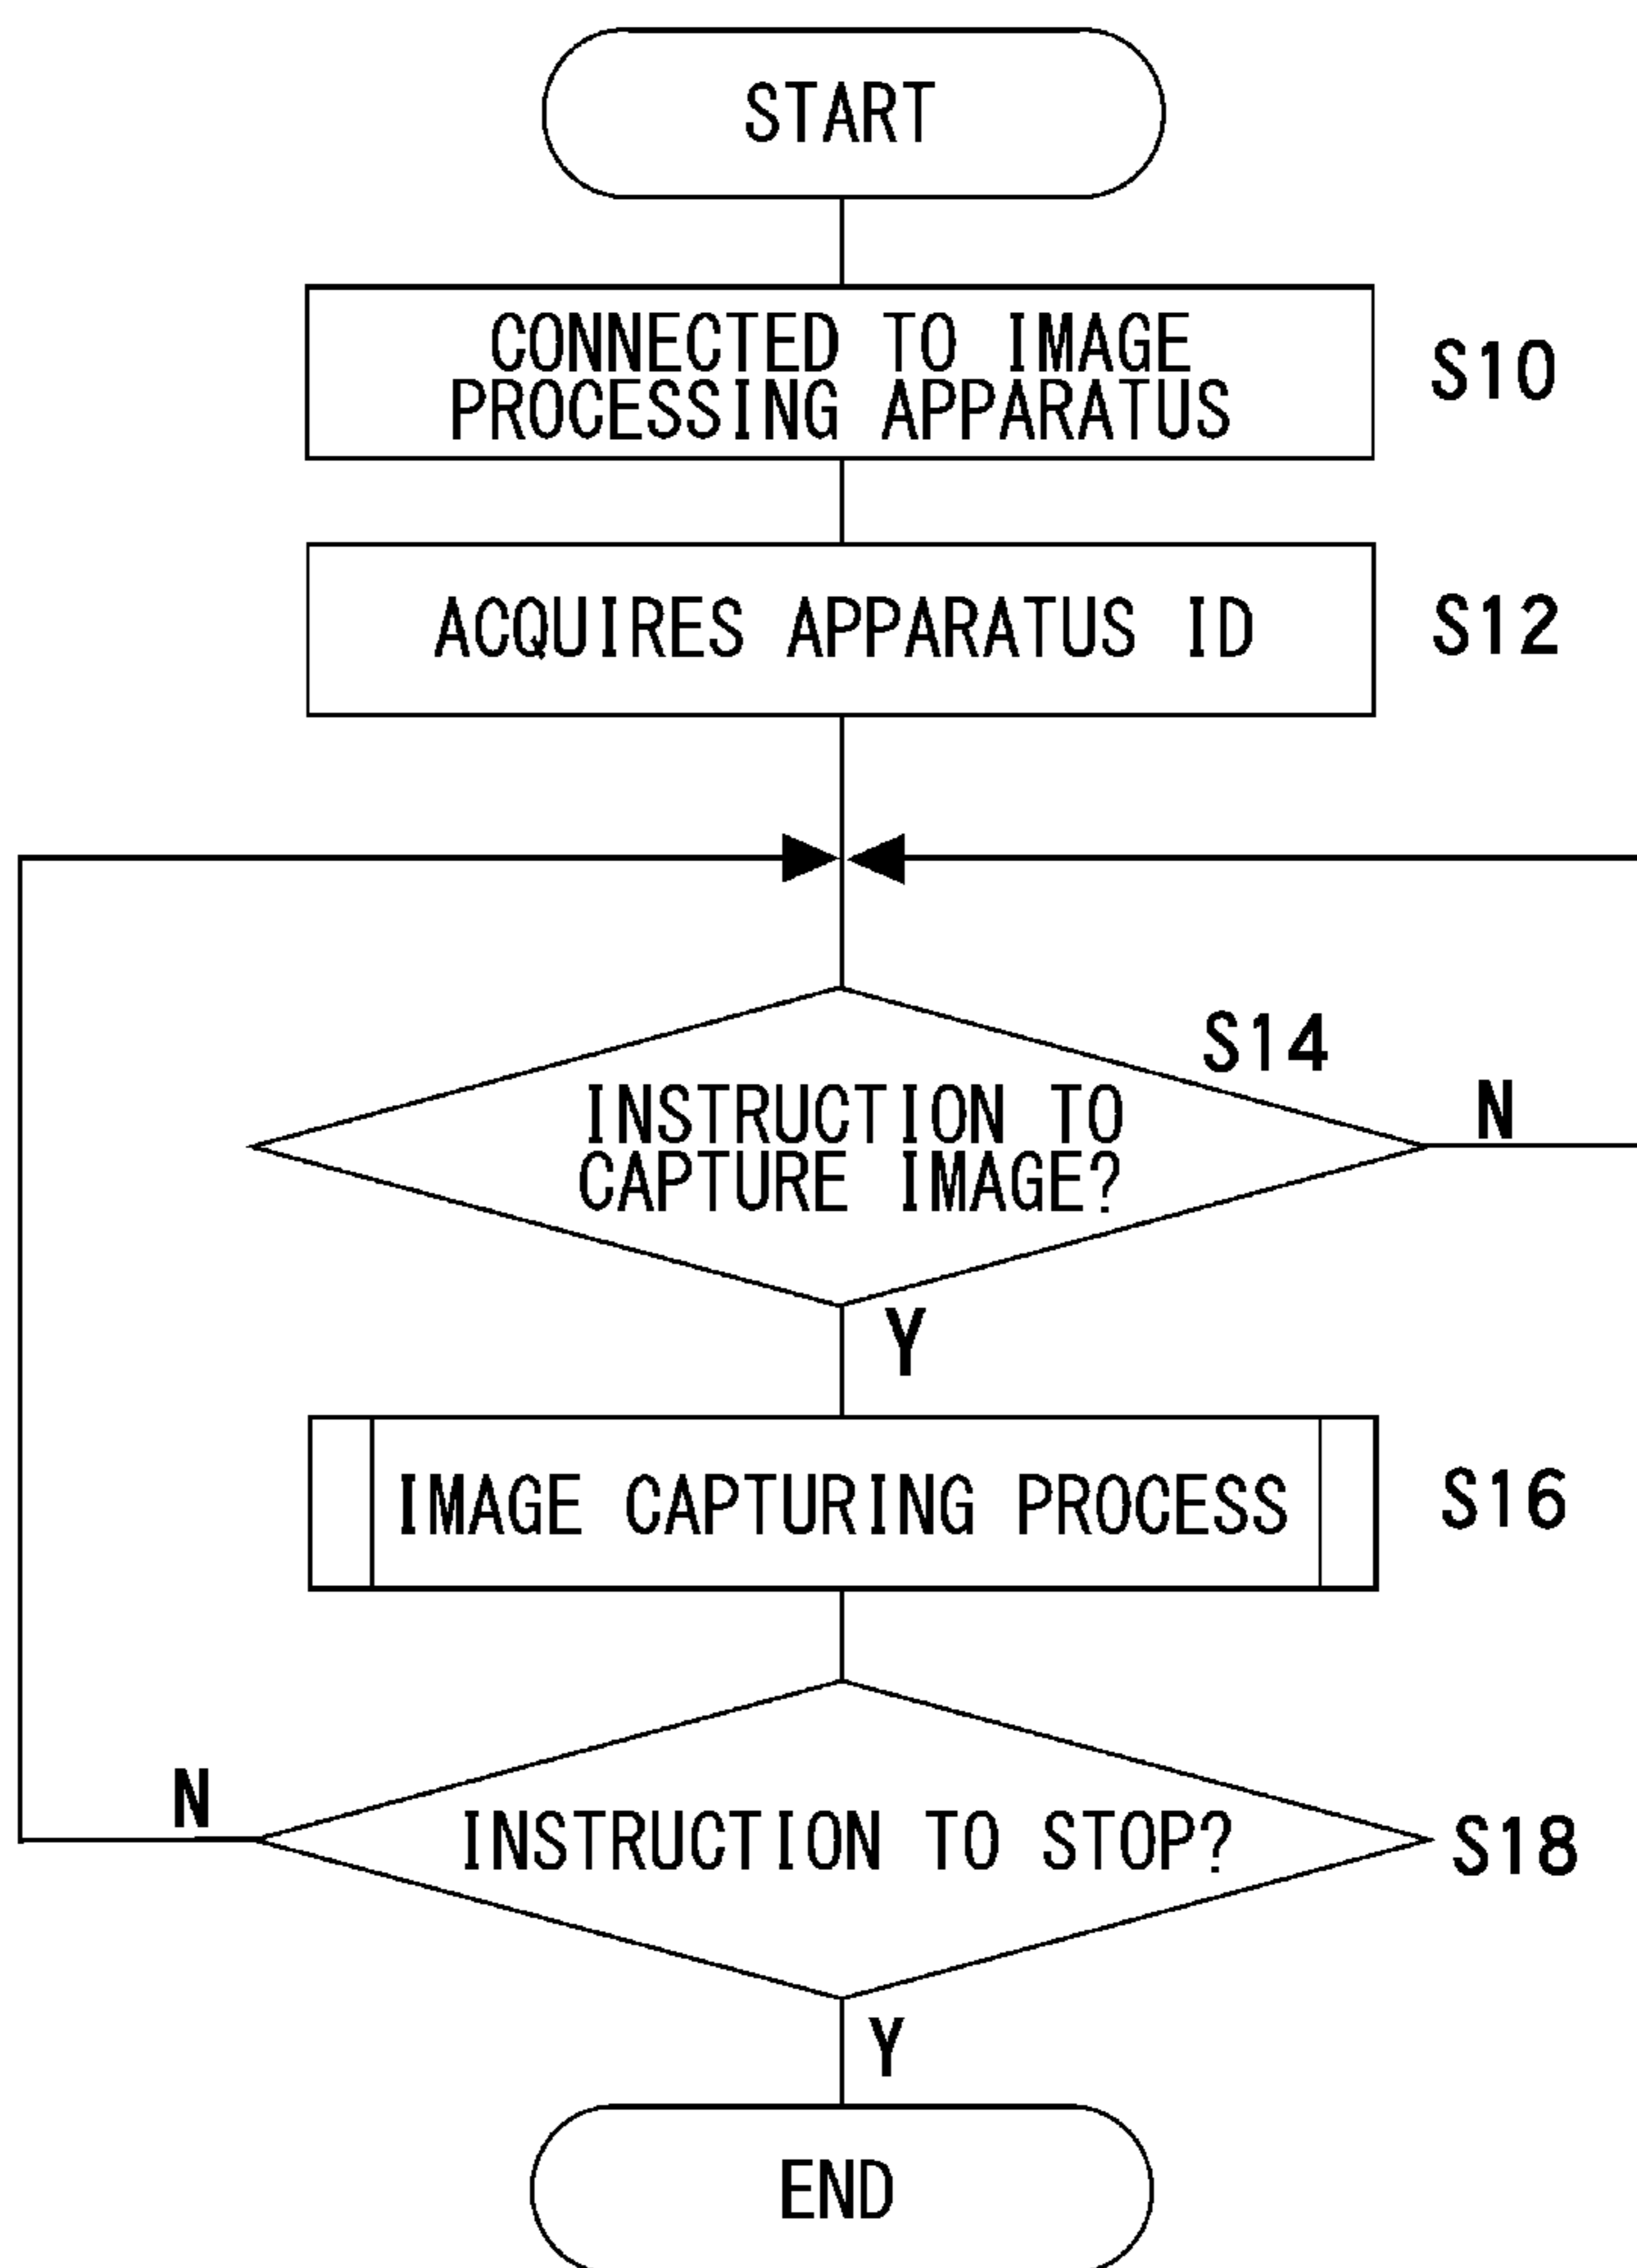 START
CONNECTED TO IMAGE
PROCESSING APPARATUS
S10
ACQUIRES APPARATUS ID
S12
S14
INSTRUCTION TO
CAPTURE IMAGE?
N
Y
IMAGE CAPTURING PROCESS
S16
N
INSTRUCTION TO STOP?
S18
Y
END